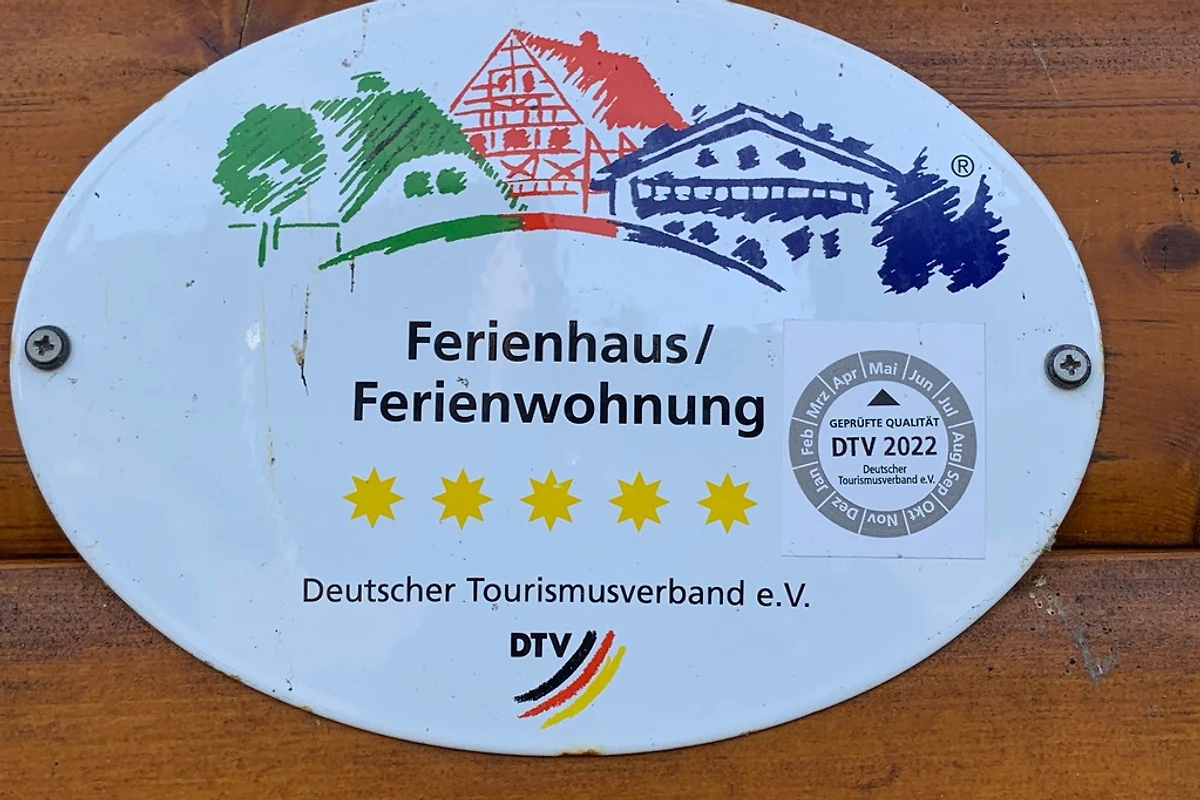 ®
Ferienhaus/
Ferienwohnung
Jan Feb Mrz Apr Mai Jun Jul Aug Sep Okt Nov Dez
GEPRÜFTE QUALITÄT
DTV 2022
Deutscher
Tourismusverband e.V.
Deutscher Tourismusverband e.V.
DTV